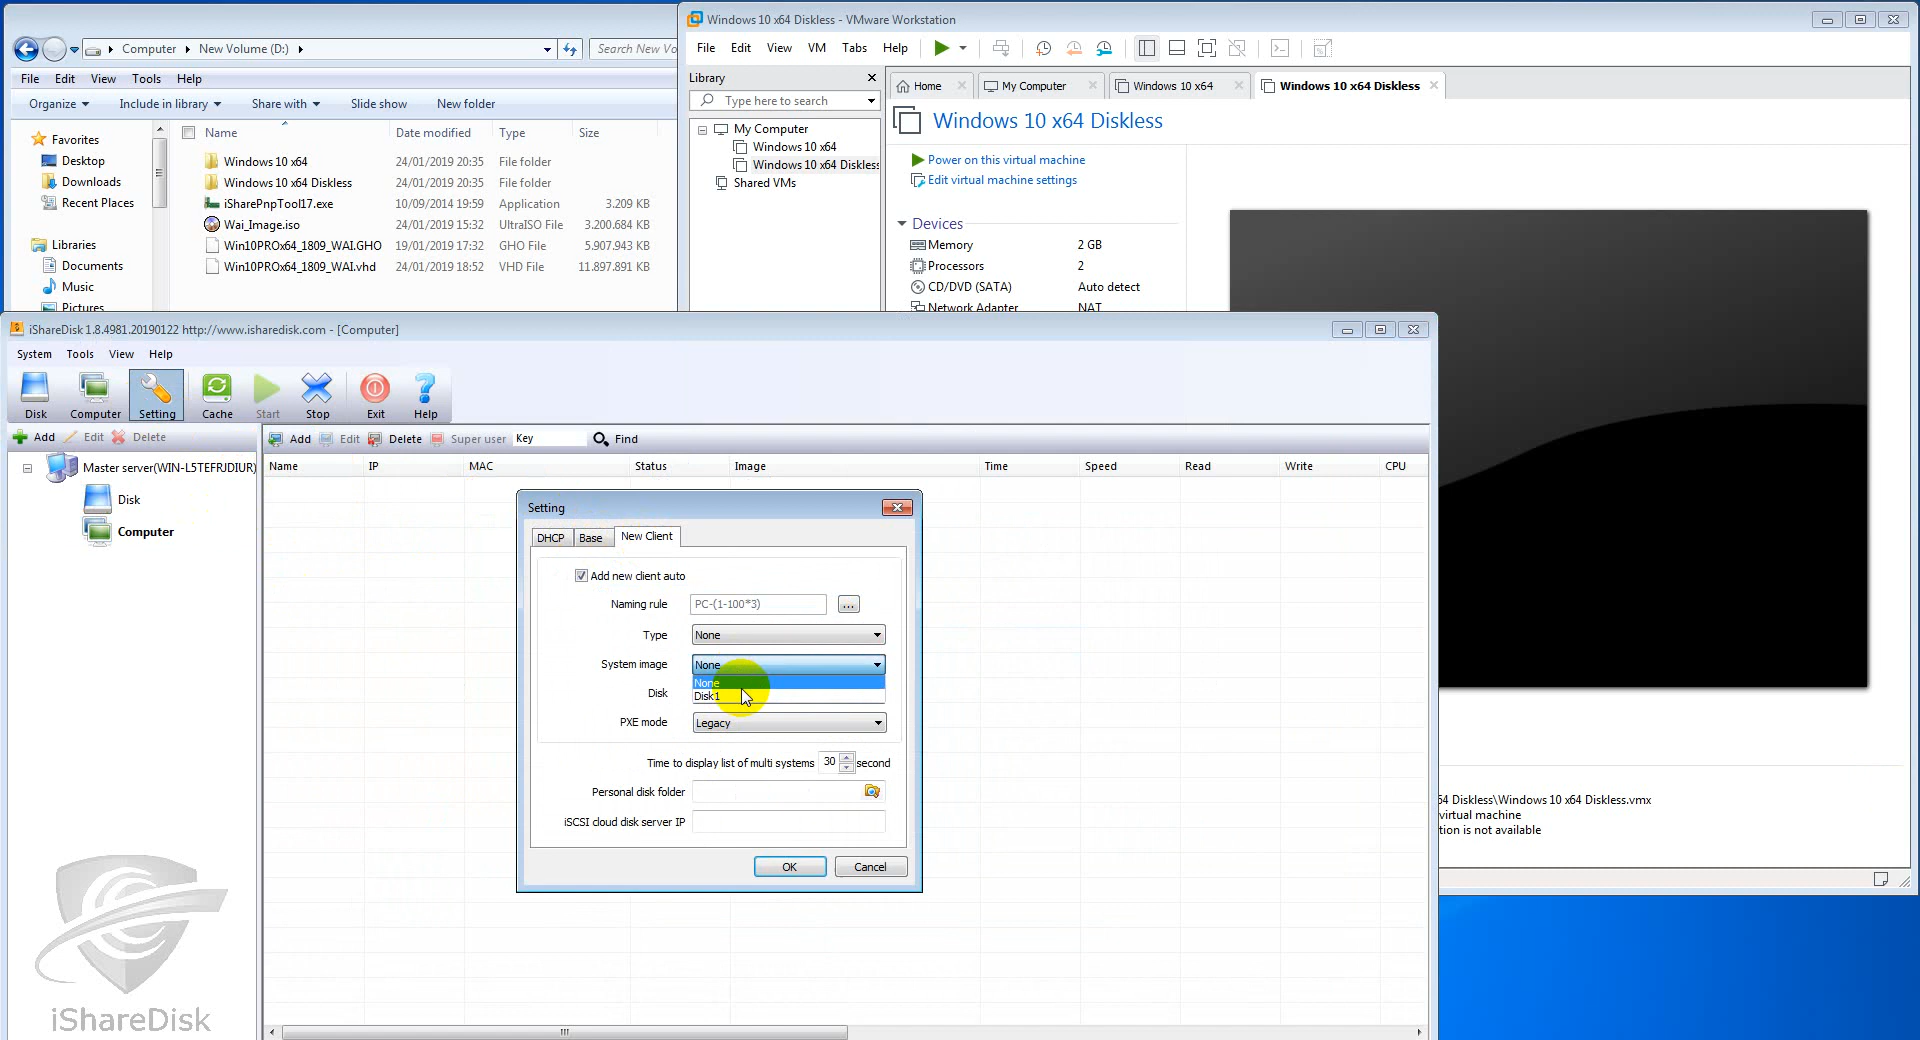 Computer New Volume (D:) Search New Vo
File Edit View Tools Help
Organize Include in library Share with Slide show New folder
Favorites
Desktop
Downloads
Recent Places
Libraries
Documents
Music
Pictures
Name Date modified Type Size
Windows 10 x64 24/01/2019 20:35 File folder
Windows 10 x64 Diskless 24/01/2019 20:35 File folder
iSharePnpTool17.exe 10/09/2014 19:59 Application 3.209 KB
Wai_Image.iso 24/01/2019 15:32 UltraISO File 3.200.684 KB
Win10PROx64_1809_WAI.GHO 19/01/2019 17:32 GHO File 5.907.943 KB
Win10PROx64_1809_WAI.vhd 24/01/2019 18:52 VHD File 11.897.891 KB
Windows 10 x64 Diskless - VMware Workstation
File Edit View VM Tabs Help
Library
Type here to search
My Computer
Windows 10 x64
Windows 10 x64 Diskless
Shared VMs
Home My Computer Windows 10 x64 Windows 10 x64 Diskless
Windows 10 x64 Diskless
Power on this virtual machine
Edit virtual machine settings
Devices
Memory 2 GB
Processors 2
CD/DVD (SATA) Auto detect
Network Adapter NAT
64 Diskless\Windows 10 x64 Diskless.vmx
virtual machine
tion is not available
iShareDisk 1.8.4981.20190122 http://www.isharedisk.com - [Computer]
System Tools View Help
Disk Computer Setting Cache Start Stop Exit Help
Add Edit Delete
Master server(WIN-L5TEFRJDIUR)
Disk
Computer
iShareDisk
Add Edit Delete Super user Key Find
Name IP MAC Status Image Time Speed Read Write CPU
Setting
DHCP Base New Client
Add new client auto
Naming rule PC-(1-100*3) ...
Type None
System image None
None
Disk1
Disk
PXE mode Legacy
Time to display list of multi systems 30 second
Personal disk folder
iSCSI cloud disk server IP
OK Cancel